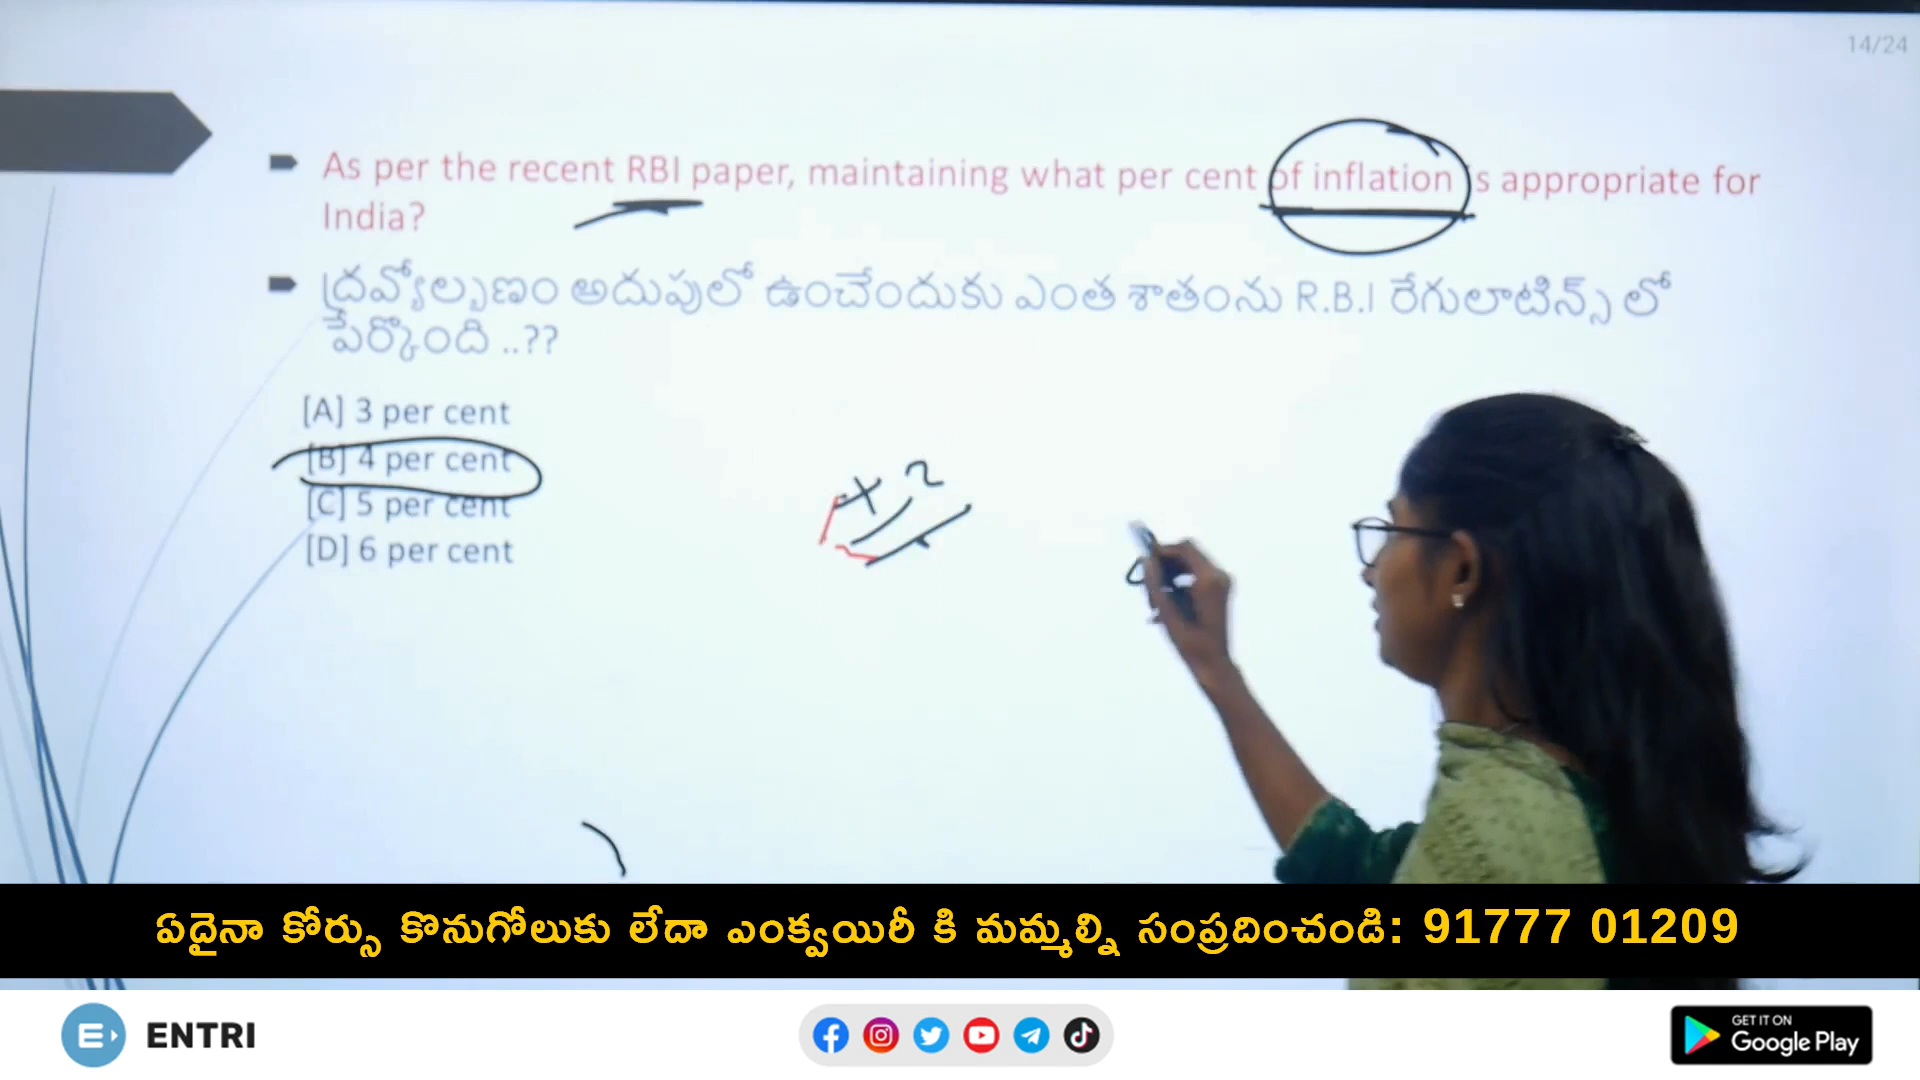 14/24
As per the recent RBI paper, maintaining what per cent of inflation is appropriate for
India?
ద్రవ్యోల్బణం అదుపులో ఉంచేందుకు ఎంత శాతంను R.B.I రేగులాటిన్స్ లో
పేర్కొంది ..??
[A] 3 per cent
[B] 4 per cent
[C] 5 per cent
[D] 6 per cent
ఏదైనా కోర్సు కొనుగోలుకు లేదా ఎంక్వయిరీ కి మమ్మల్ని సంప్రదించండి: 91777 01209
ENTRI
GET IT ON
Google Play